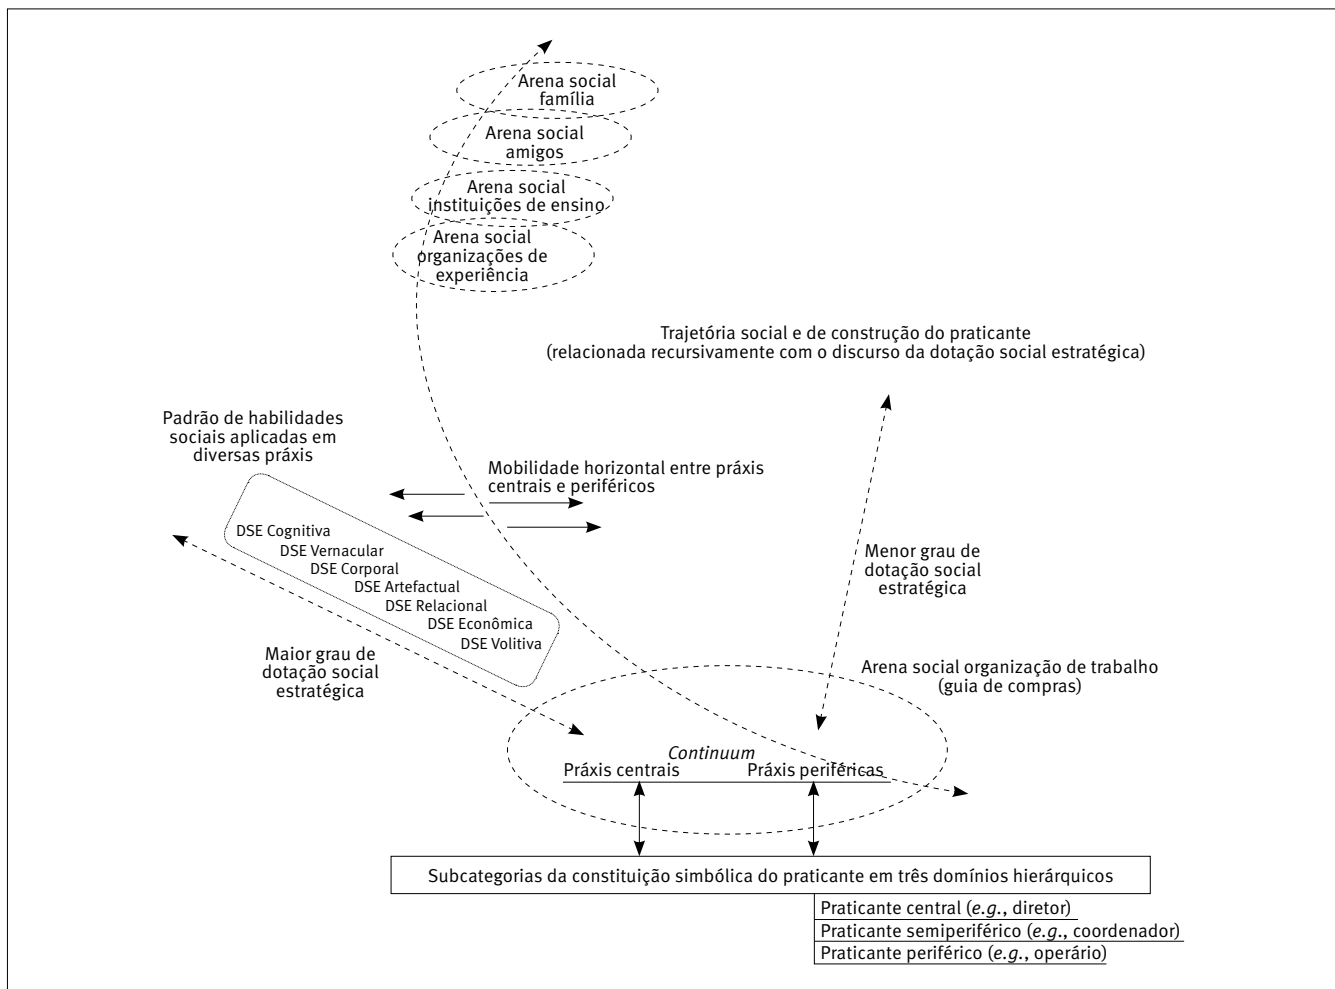 Arena social
família
Arena social
amigos
Arena social
instituições de ensino
Arena social
organizações de
experiência
Trajetória social e de construção do praticante
(relacionada recursivamente com o discurso da dotação social estratégica)
Padrão de habilidades
sociais aplicadas em
diversas práxis
Mobilidade horizontal entre práxis
centrais e periféricos
DSE Cognitiva
DSE Vernacular
DSE Corporal
DSE Artefactual
DSE Relacional
DSE Econômica
DSE Volitiva
Menor grau de
dotação social
estratégica
Maior grau de
dotação social
estratégica
Arena social organização de trabalho
(guia de compras)
Continuum
Práxis centrais
Práxis periféricas
Subcategorias da constituição simbólica do praticante em três domínios hierárquicos
Praticante central (e.g., diretor)
Praticante semiperiférico (e.g., coordenador)
Praticante periférico (e.g., operário)